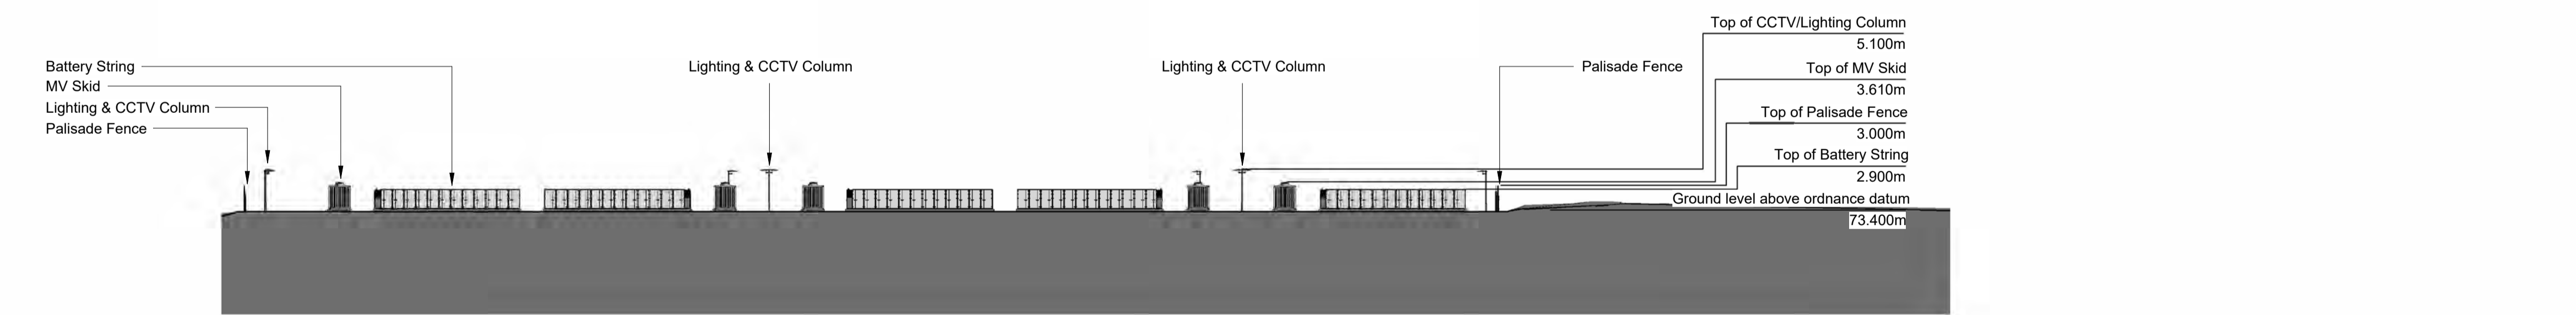 Battery String
MV Skid
Lighting & CCTV Column
Palisade Fence
Lighting & CCTV Column
Lighting & CCTV Column
Palisade Fence
Top of CCTV/Lighting Column
5.100m
Top of MV Skid
3.610m
Top of Palisade Fence
3.000m
Top of Battery String
2.900m
Ground level above ordnance datum
73.400m